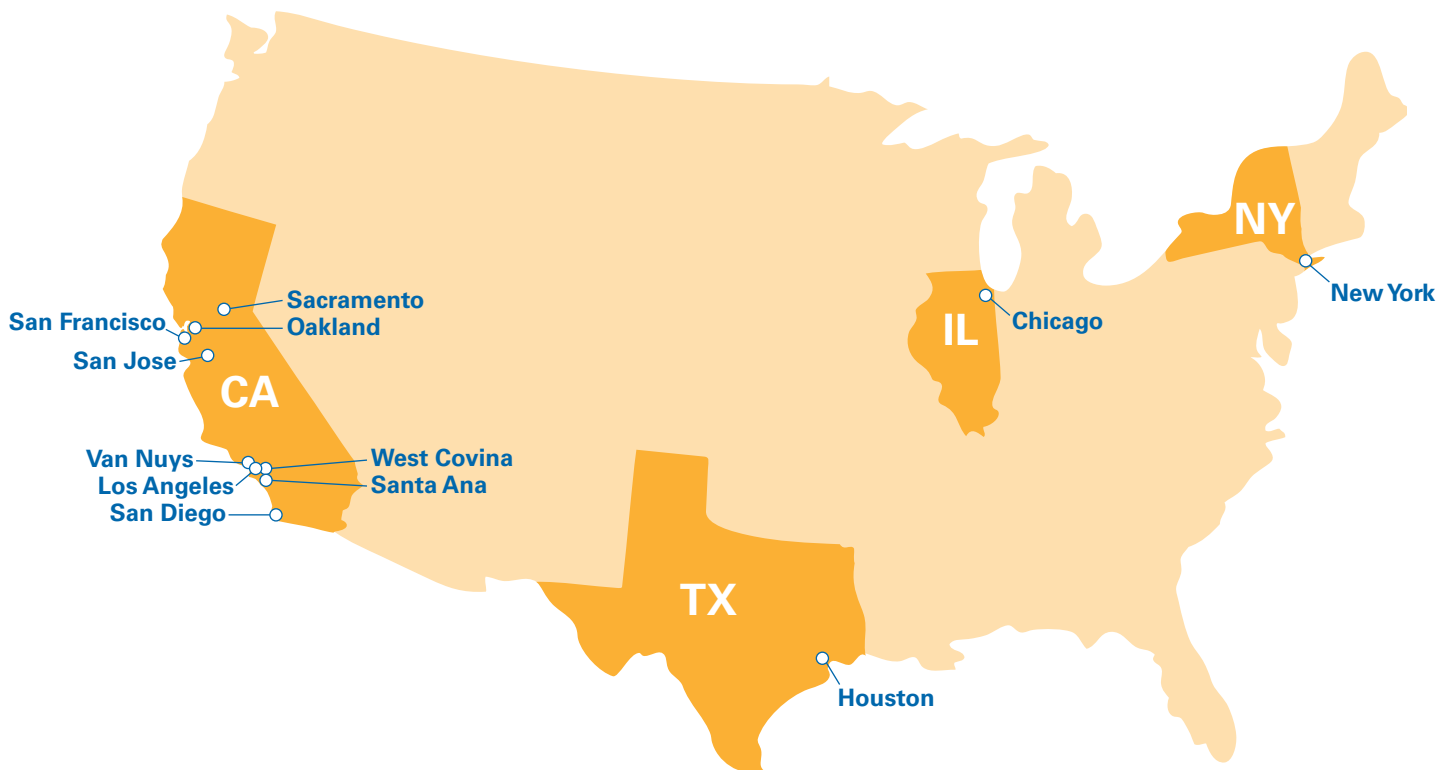 NY
New York
Sacramento
San Francisco
Oakland
Chicago
IL
San Jose
CA
Van Nuys
West Covina
Los Angeles
Santa Ana
San Diego
TX
Houston